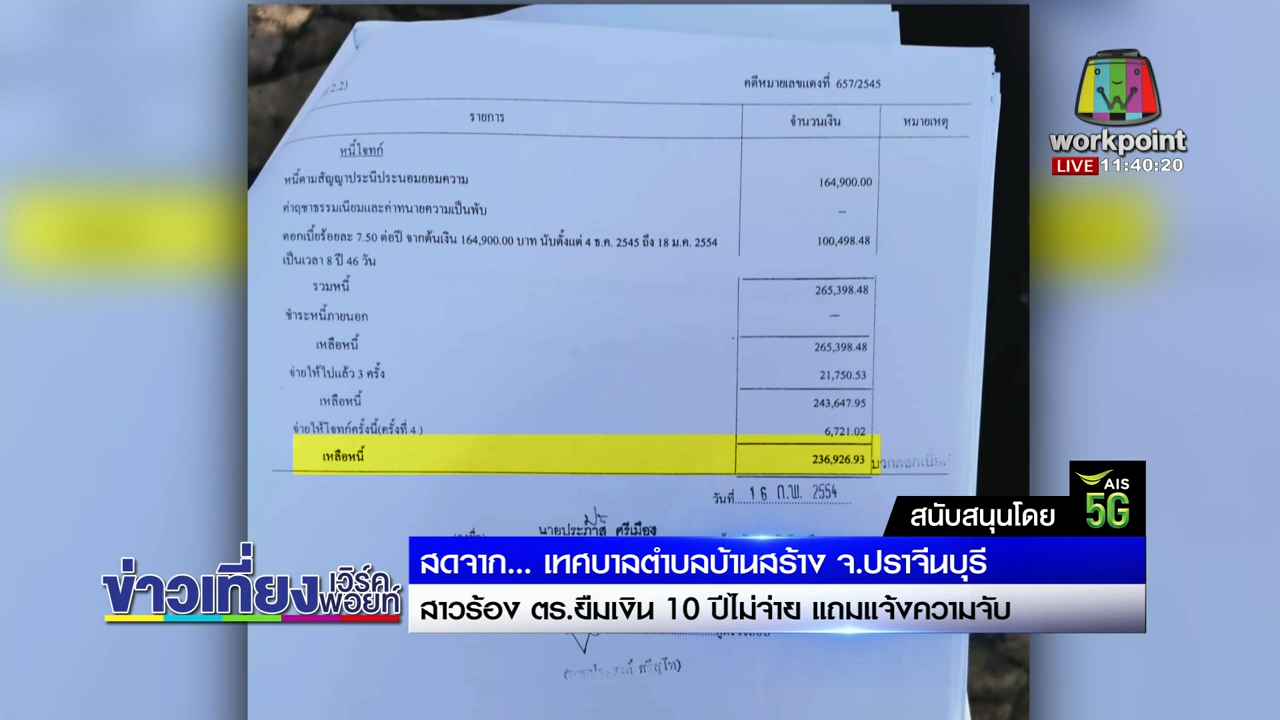 คดีหมายเลขแดงที่ 657/2545
รายการ จำนวนเงิน หมายเหตุ
หนี้โจทก์
หนี้ตามสัญญาประนีประนอมยอมความ 164,900.00
ค่าฤชาธรรมเนียมและค่าทนายความเป็นพับ –
ดอกเบี้ยร้อยละ 7.50 ต่อปี จากต้นเงิน 164,900.00 บาท นับตั้งแต่ 4 ธ.ค. 2545 ถึง 18 ม.ค. 2554 100,498.48
เป็นเวลา 8 ปี 46 วัน
รวมหนี้ 265,398.48
ชำระหนี้ภายนอก –
เหลือหนี้ 265,398.48
จ่ายให้ไปแล้ว 3 ครั้ง 21,750.53
เหลือหนี้ 243,647.95
จ่ายให้โจทก์ครั้งนี้(ครั้งที่ 4 ) 6,721.02
เหลือหนี้ 236,926.93
วันที่ 16 ก.พ. 2554
นายประภาส ศรีเมือง
workpoint
LIVE 11:40:20
สนับสนุนโดย AIS 5G
ข่าวเที่ยงเวิร์คพอยท์
สดจาก... เทศบาลตำบลบ้านสร้าง จ.ปราจีนบุรี
สาวร้อง ตร.ยืมเงิน 10 ปีไม่จ่าย แถมแจ้งความจับ